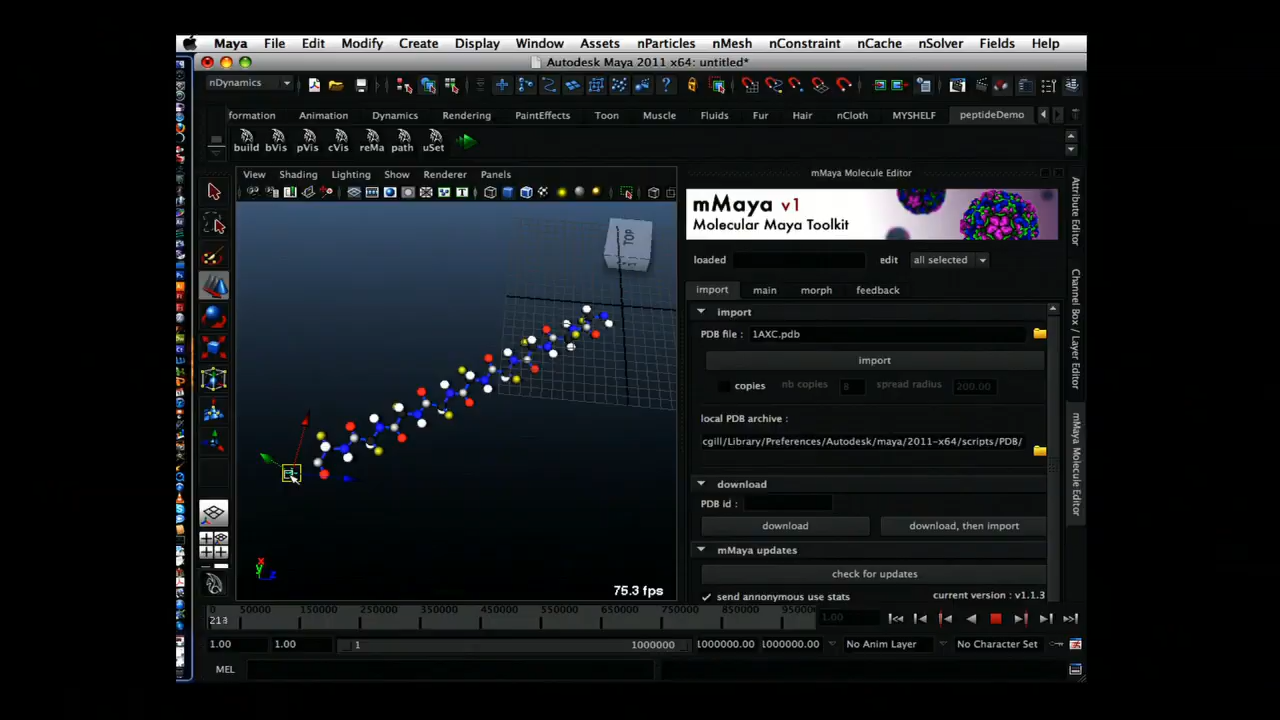 Maya File Edit Modify Create Display Window Assets nParticles nMesh nConstraint nCache nSolver Fields Help
Autodesk Maya 2011 x64: untitled*
nDynamics
formation Animation Dynamics Rendering PaintEffects Toon Muscle Fluids Fur Hair nCloth MYSHELF peptideDemo
build bVis pVis cVis reMa path uSet
View Shading Lighting Show Renderer Panels
mMaya Molecule Editor
mMaya v1
Molecular Maya Toolkit
loaded edit all selected
import main morph feedback
import
PDB file : 1AXC.pdb
import
copies nb copies 8 spread radius 200.00
local PDB archive :
cgill/Library/Preferences/Autodesk/maya/2011-x64/scripts/PDB/
download
PDB id :
download download, then import
mMaya updates
check for updates
send annonymous use stats current version : v1.1.3
Attribute Editor
Channel Box / Layer Editor
mMaya Molecule Editor
TOP
x
y
z
75.3 fps
0 50000 150000 250000 350000 450000 550000 650000 750000 850000 95000
213
1.00
1.00 1.00 1 1000000 1000000.00 1000000.00 No Anim Layer No Character Set
MEL